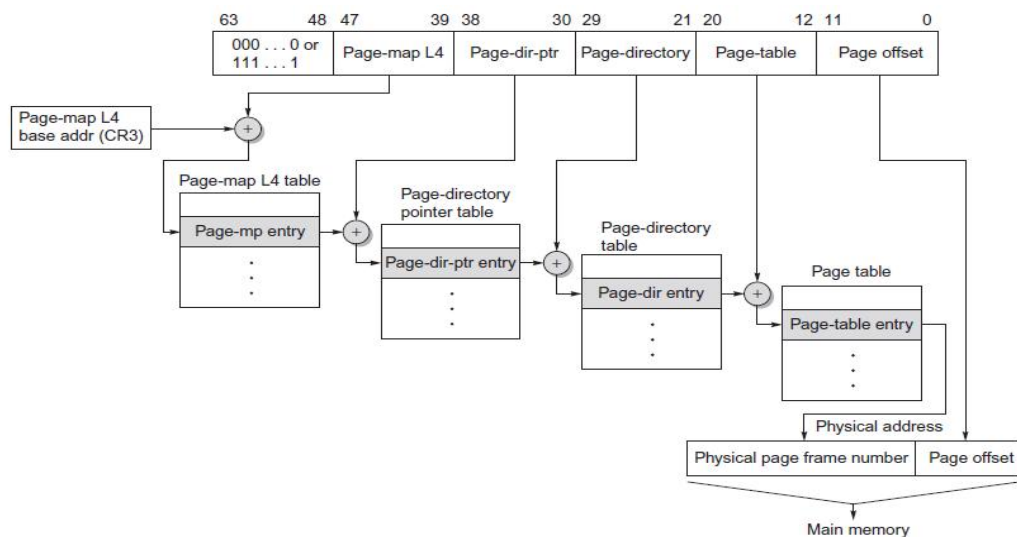 63 48 47 39 38 30 29 21 20 12 11 0
000 . . . 0 or
111 . . . 1
Page-map L4
Page-dir-ptr
Page-directory
Page-table
Page offset
Page-map L4
base addr (CR3)
+
Page-map L4 table
Page-mp entry
+
Page-directory
pointer table
Page-dir-ptr entry
+
Page-directory
table
Page-dir entry
+
Page table
Page-table entry
Physical address
Physical page frame number
Page offset
Main memory